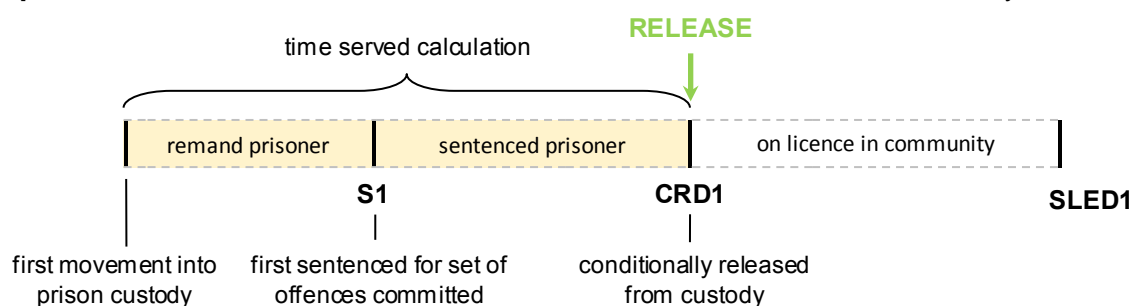 RELEASE
time served calculation
remand prisoner
sentenced prisoner
on licence in community
S1
CRD1
SLED1
first movement into
prison custody
first sentenced for set of
offences committed
conditionally released
from custody